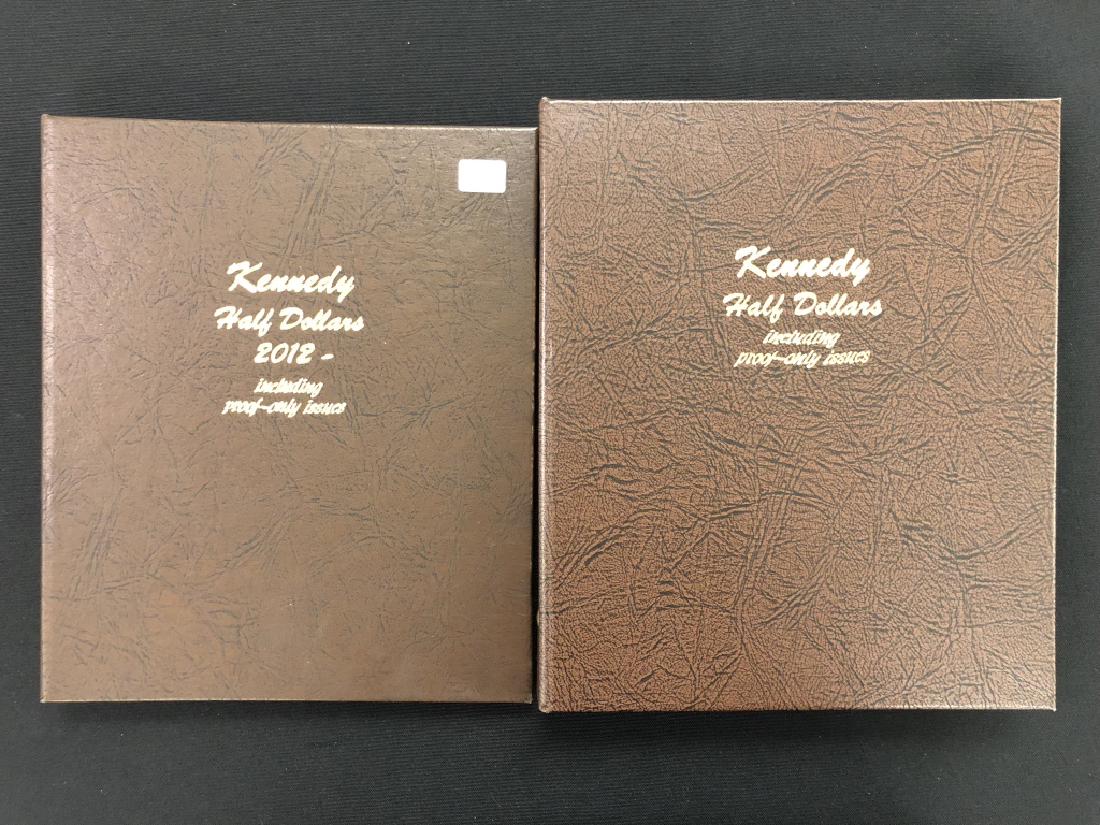 Kennedy
Half Dollars
2012 -
including
proof-only issues
Kennedy
Half Dollars
including
proof-only issues